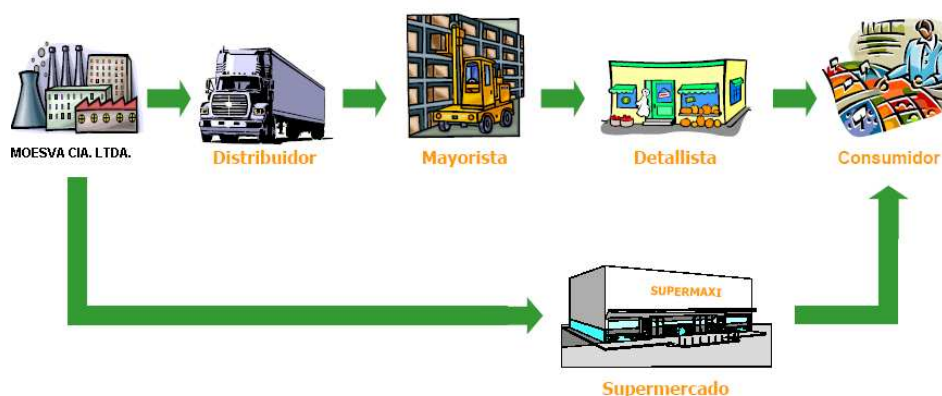 MOESVA CIA. LTDA.
Distribuidor
Mayorista
Detallista
Consumidor
SUPERMAXI
Supermercado